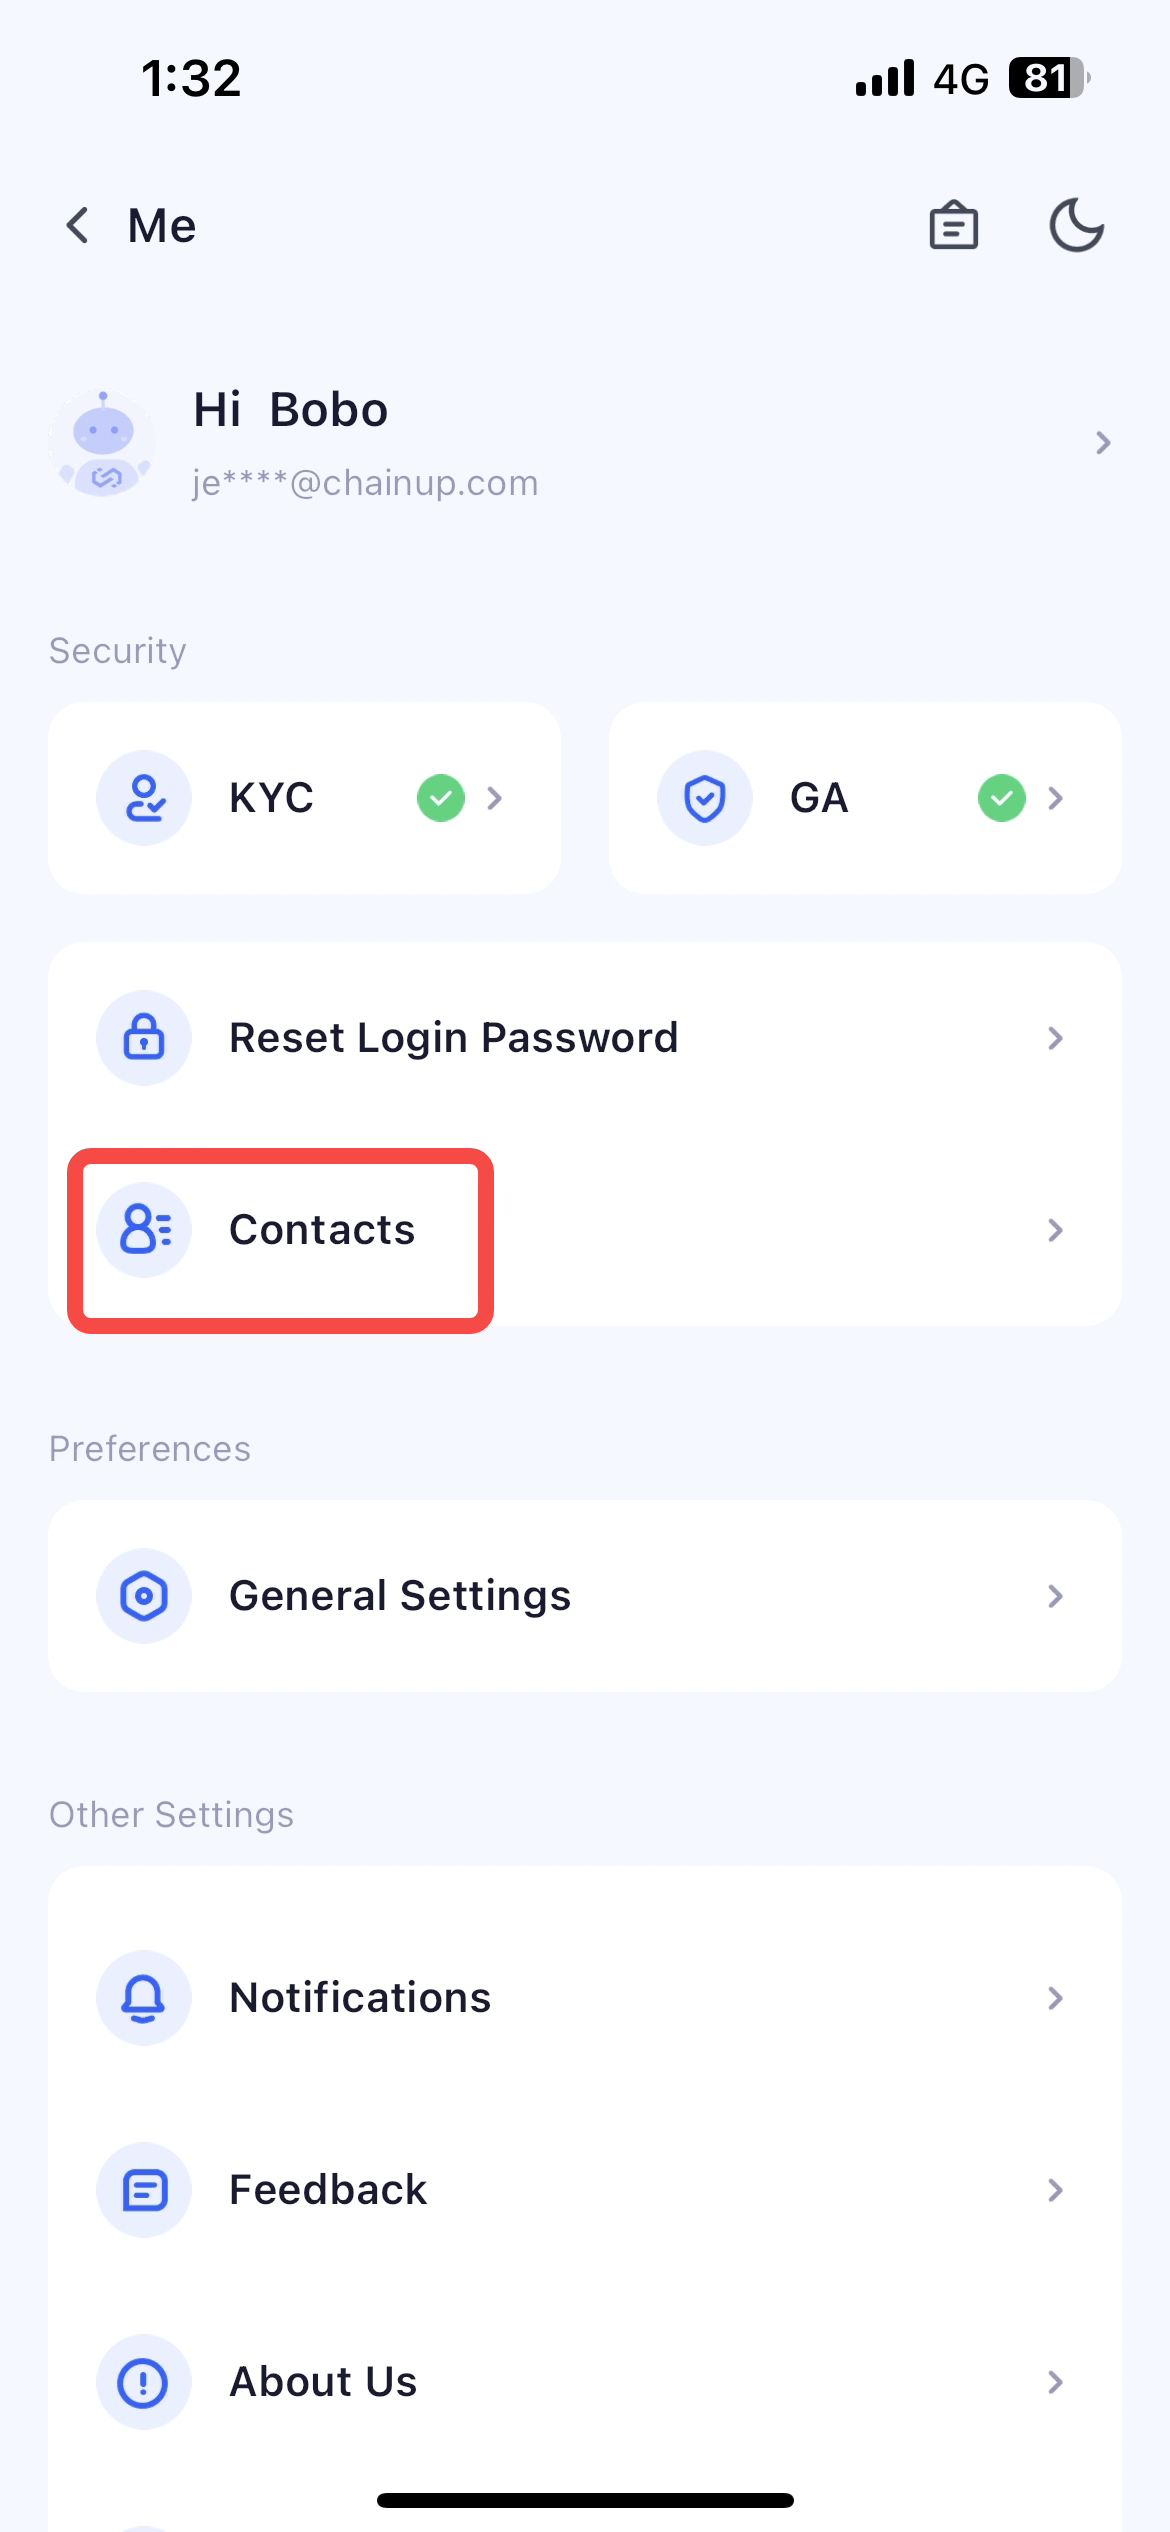 1:32
4G 81
Me
Hi Bobo
je****@chainup.com
Security
KYC
GA
Reset Login Password
Contacts
Preferences
General Settings
Other Settings
Notifications
Feedback
About Us